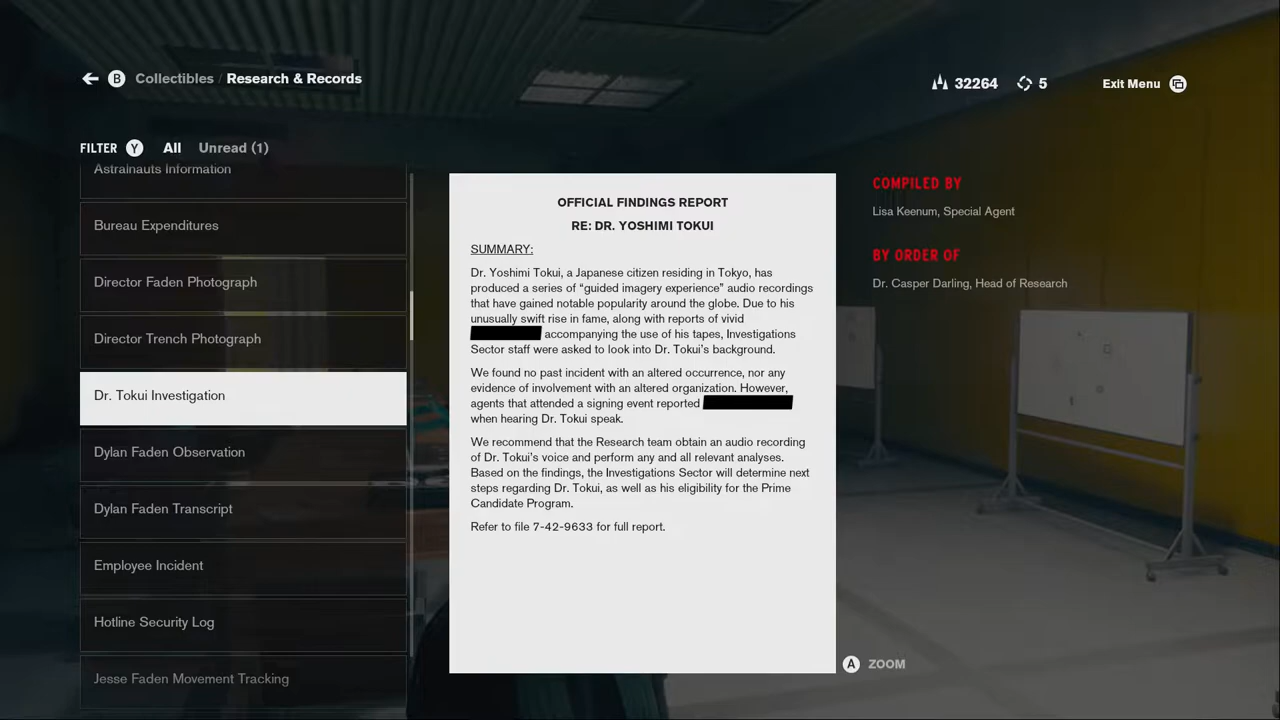 B Collectibles / Research & Records
32264
5
Exit Menu
FILTER Y All Unread (1)
Astralnauts Information
Bureau Expenditures
Director Faden Photograph
Director Trench Photograph
Dr. Tokui Investigation
Dylan Faden Observation
Dylan Faden Transcript
Employee Incident
Hotline Security Log
Jesse Faden Movement Tracking
OFFICIAL FINDINGS REPORT
RE: DR. YOSHIMI TOKUI
SUMMARY:
Dr. Yoshimi Tokui, a Japanese citizen residing in Tokyo, has
produced a series of “guided imagery experience” audio recordings
that have gained notable popularity around the globe. Due to his
unusually swift rise in fame, along with reports of vivid
accompanying the use of his tapes, Investigations
Sector staff were asked to look into Dr. Tokui’s background.
We found no past incident with an altered occurrence, nor any
evidence of involvement with an altered organization. However,
agents that attended a signing event reported
when hearing Dr. Tokui speak.
We recommend that the Research team obtain an audio recording
of Dr. Tokui’s voice and perform any and all relevant analyses.
Based on the findings, the Investigations Sector will determine next
steps regarding Dr. Tokui, as well as his eligibility for the Prime
Candidate Program.
Refer to file 7-42-9633 for full report.
COMPILED BY
Lisa Keenum, Special Agent
BY ORDER OF
Dr. Casper Darling, Head of Research
A ZOOM